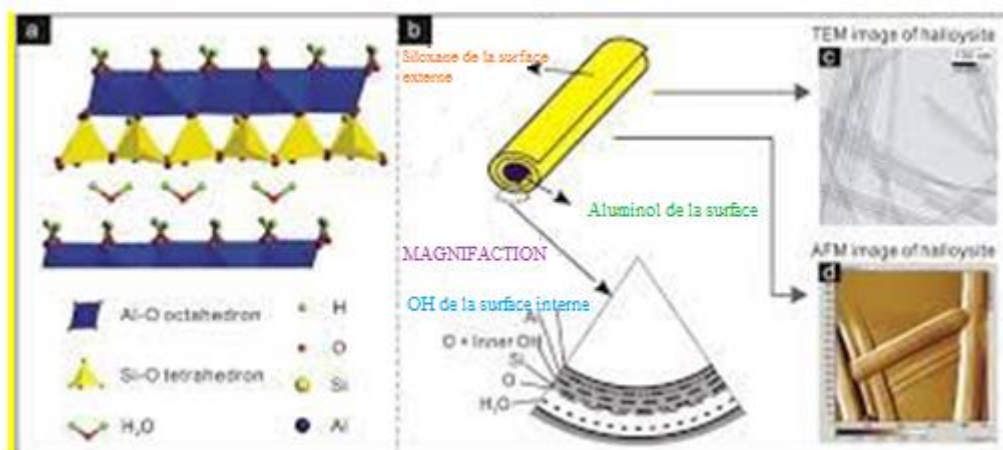 a
Al-O octahedron
Si-O tetrahedron
H₂O
H
O
Si
Al
b
Siloxane de la surface
externe
Aluminol de la surface
MAGNIFACTION
OH de la surface interne
O + Inner OH
Si
O
H₂O
TEM image of halloysite
c
AFM image of halloysite
d